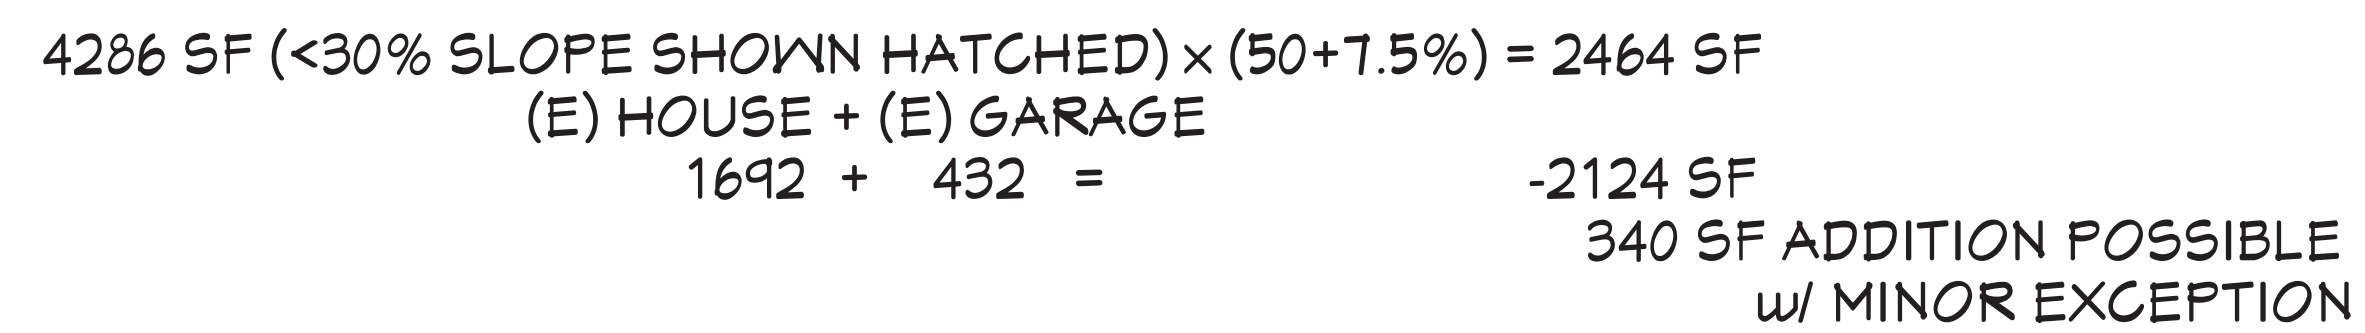 4286 SF (<30% SLOPE SHOWN HATCHED) x (50+7.5%) = 2464 SF
(E) HOUSE + (E) GARAGE
1692 + 432 = -2124 SF
340 SF ADDITION POSSIBLE
w/ MINOR EXCEPTION